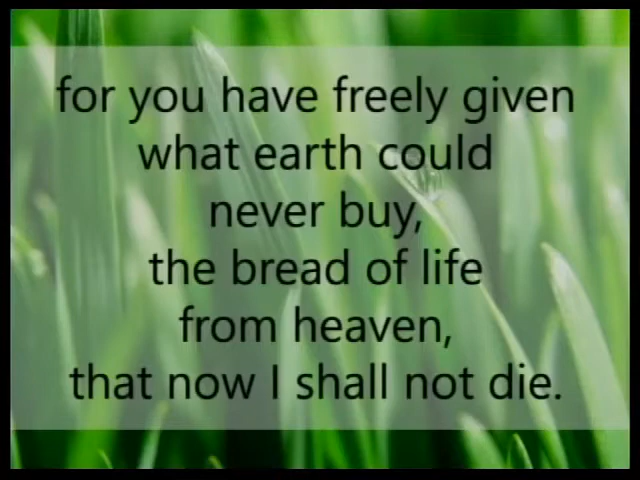 for you have freely given
what earth could
never buy,
the bread of life
from heaven,
that now I shall not die.